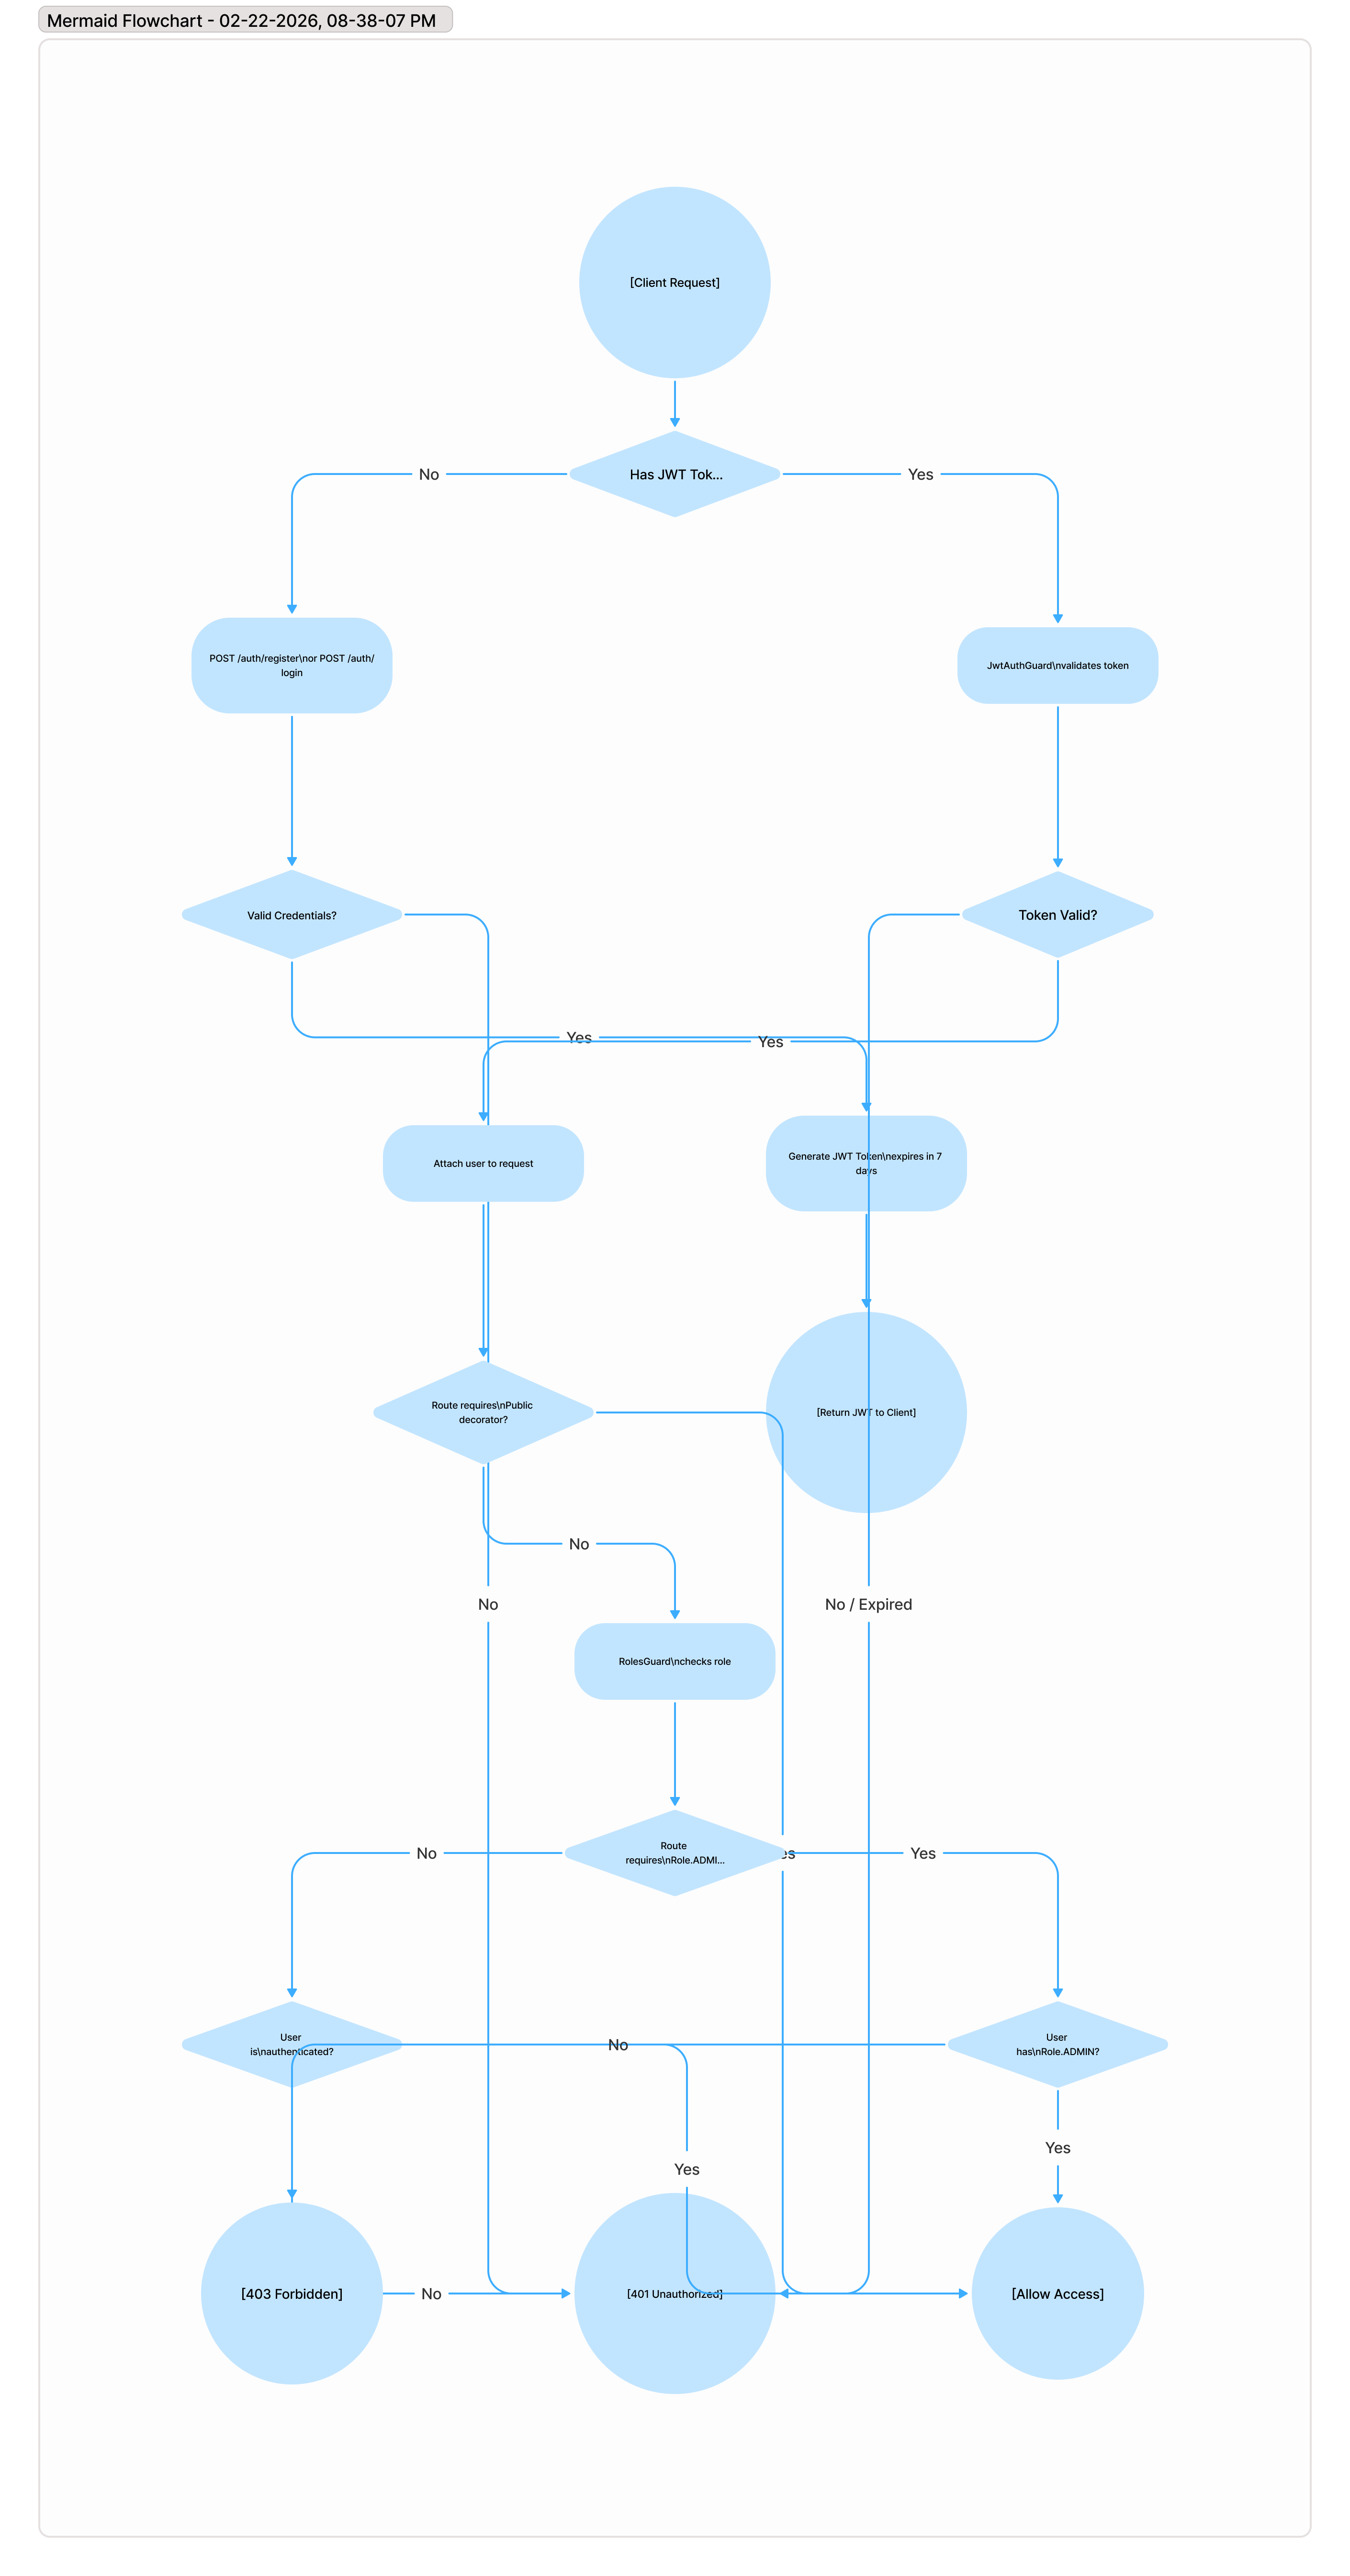 Mermaid Flowchart - 02-22-2026, 08-38-07 PM
[Client Request]
Has JWT Tok...
No
Yes
POST /auth/register\nor POST /auth/
login
JwtAuthGuard\nvalidates token
Valid Credentials?
Token Valid?
Yes
Yes
Attach user to request
Generate JWT Token\nexpires in 7
days
Route requires\nPublic
decorator?
[Return JWT to Client]
No
No
No / Expired
RolesGuard\nchecks role
Route
requires\nRole.ADMI...
No
es
Yes
User
is\nauthenticated?
No
User
has\nRole.ADMIN?
Yes
Yes
[403 Forbidden]
No
[401 Unauthorized]
[Allow Access]